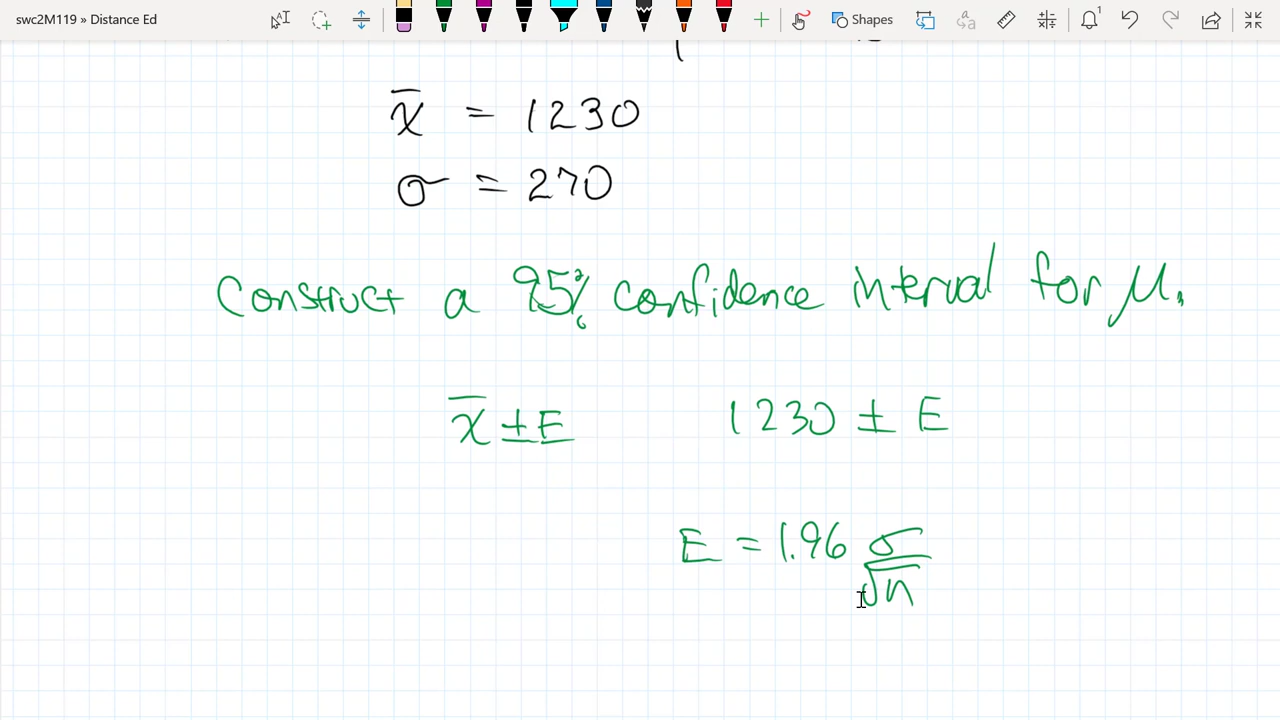 swc2M119 » Distance Ed
Shapes
x̄ = 1230
σ = 270
Construct a 95% confidence interval for μ.
x̄ ± E 1230 ± E
E = 1.96 σ/√n